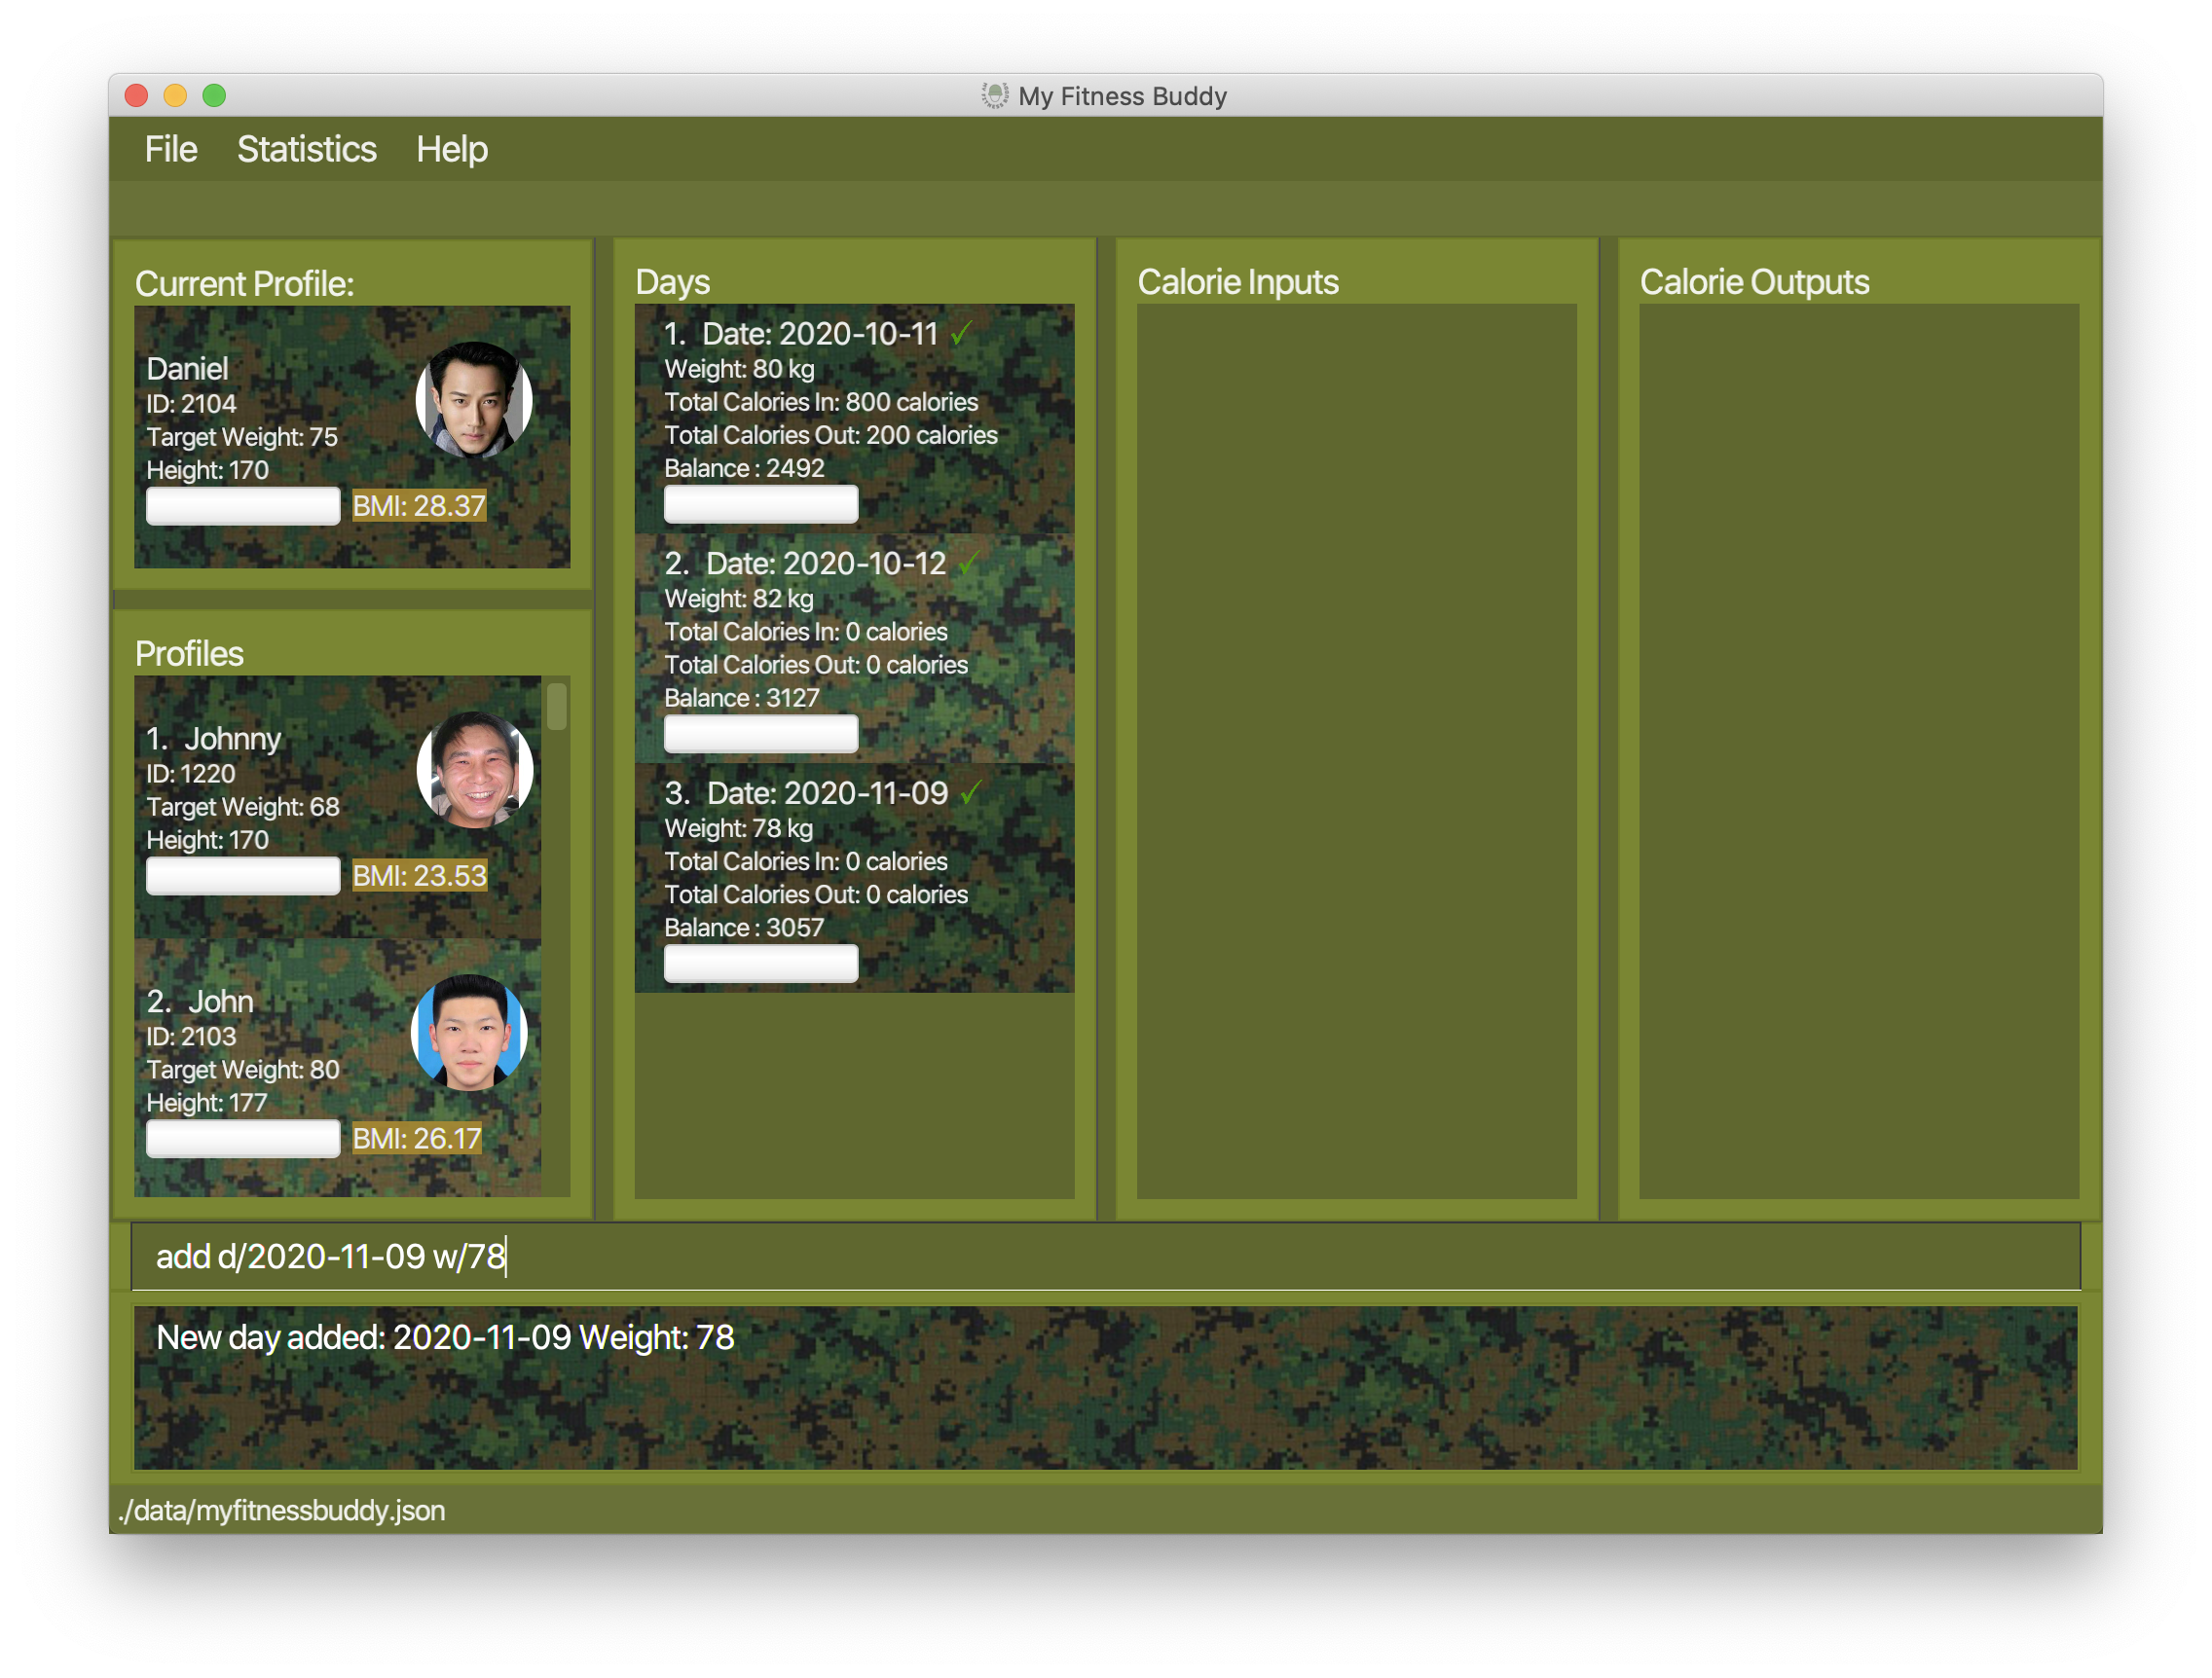 My Fitness Buddy
File Statistics Help
Current Profile:
Daniel
ID: 2104
Target Weight: 75
Height: 170
BMI: 28.37
Profiles
1. Johnny
ID: 1220
Target Weight: 68
Height: 170
BMI: 23.53
2. John
ID: 2103
Target Weight: 80
Height: 177
BMI: 26.17
Days
1. Date: 2020-10-11 ✓
Weight: 80 kg
Total Calories In: 800 calories
Total Calories Out: 200 calories
Balance : 2492
2. Date: 2020-10-12 ✓
Weight: 82 kg
Total Calories In: 0 calories
Total Calories Out: 0 calories
Balance : 3127
3. Date: 2020-11-09 ✓
Weight: 78 kg
Total Calories In: 0 calories
Total Calories Out: 0 calories
Balance : 3057
Calorie Inputs
Calorie Outputs
add d/2020-11-09 w/78
New day added: 2020-11-09 Weight: 78
./data/myfitnessbuddy.json